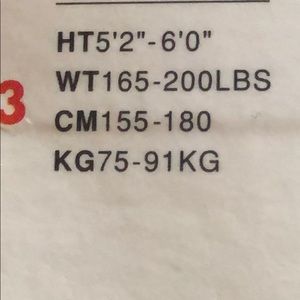 HT5'2"-6'0"
WT165-200LBS
3
CM155-180
KG75-91KG